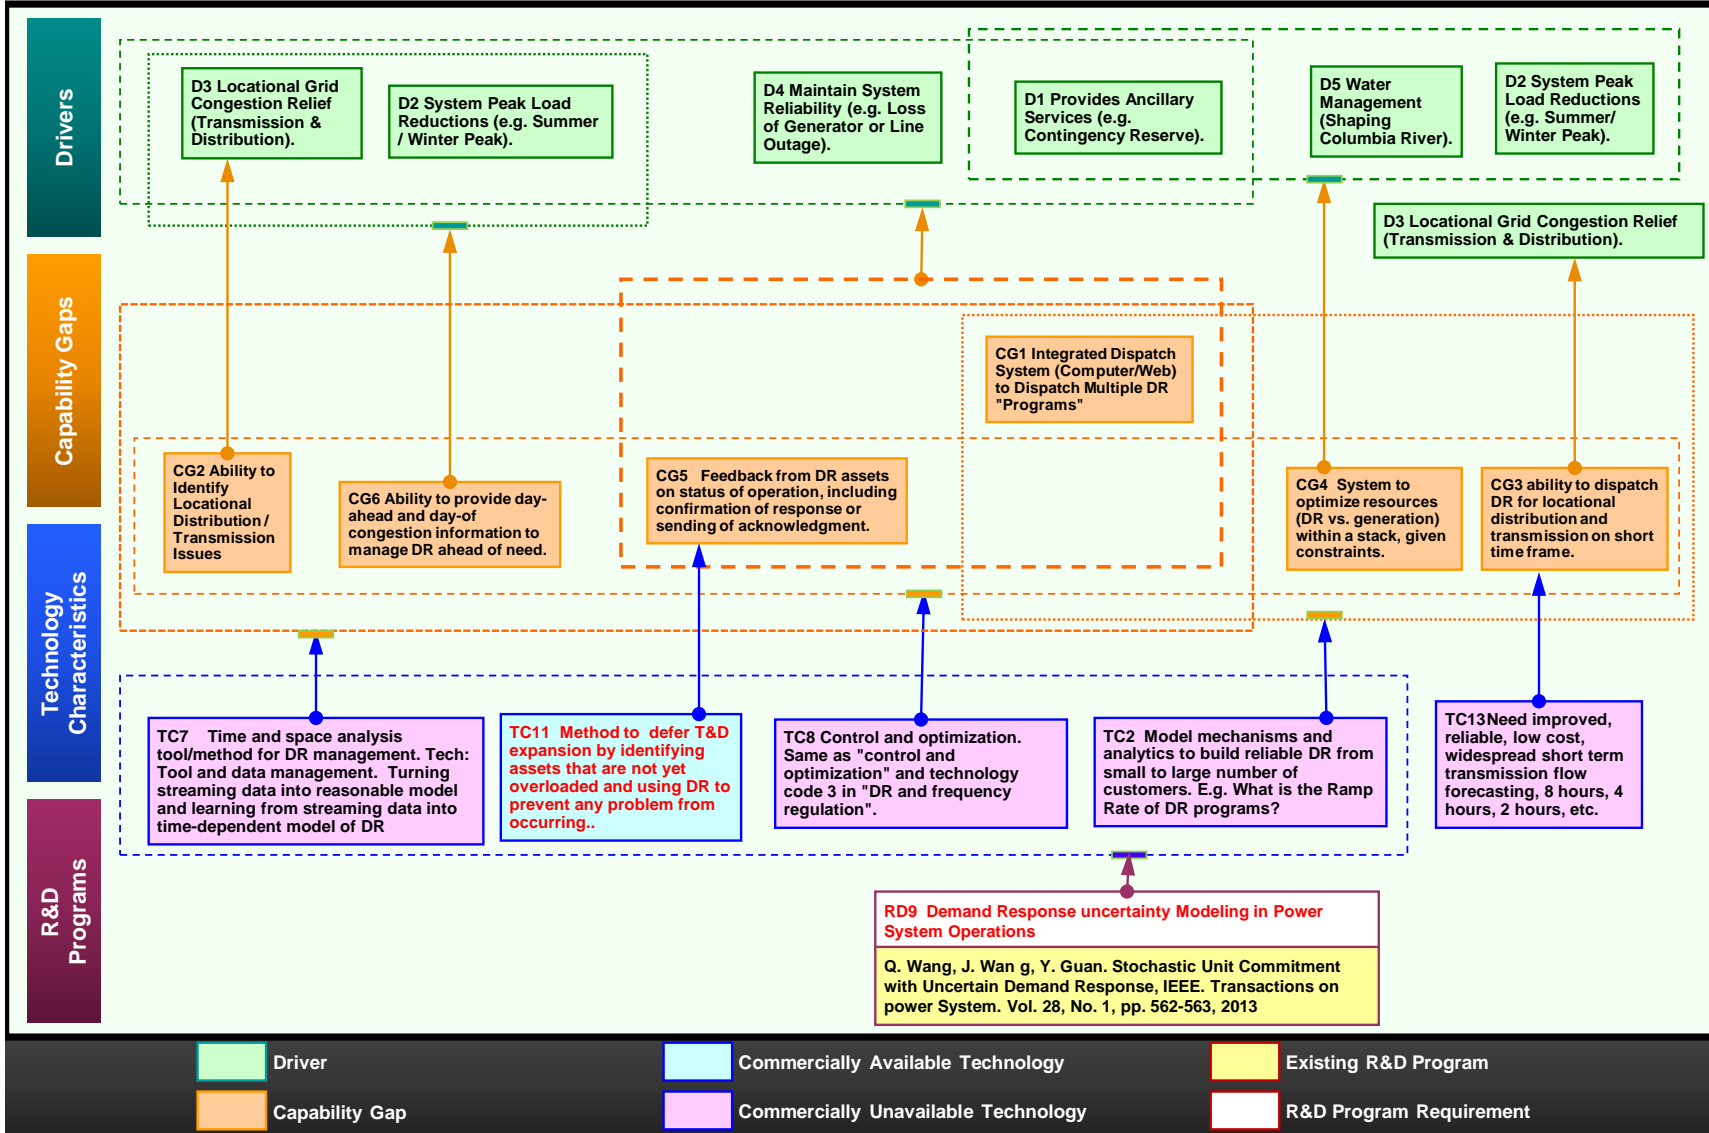 Drivers
D3 Locational Grid
Congestion Relief
(Transmission &
Distribution).
D2 System Peak Load
Reductions (e.g. Summer
/ Winter Peak).
D4 Maintain System
Reliability (e.g. Loss
of Generator or Line
Outage).
D1 Provides Ancillary
Services (e.g.
Contingency Reserve).
D5 Water
Management
(Shaping
Columbia River).
D2 System Peak
Load Reductions
(e.g. Summer/
Winter Peak).
D3 Locational Grid Congestion Relief
(Transmission & Distribution).
Capability Gaps
CG1 Integrated Dispatch
System (Computer/Web)
to Dispatch Multiple DR
"Programs"
CG2 Ability to
Identify
Locational
Distribution /
Transmission
Issues
CG6 Ability to provide day-
ahead and day-of
congestion information to
manage DR ahead of need.
CG5 Feedback from DR assets
on status of operation, including
confirmation of response or
sending of acknowledgment.
CG4 System to
optimize resources
(DR vs. generation)
within a stack, given
constraints.
CG3 ability to dispatch
DR for locational
distribution and
transmission on short
time frame.
Technology
Characteristics
TC7 Time and space analysis
tool/method for DR management. Tech:
Tool and data management. Turning
streaming data into reasonable model
and learning from streaming data into
time-dependent model of DR
TC11 Method to defer T&D
expansion by identifying
assets that are not yet
overloaded and using DR to
prevent any problem from
occurring..
TC8 Control and optimization.
Same as "control and
optimization" and technology
code 3 in "DR and frequency
regulation".
TC2 Model mechanisms and
analytics to build reliable DR from
small to large number of
customers. E.g. What is the Ramp
Rate of DR programs?
TC13Need improved,
reliable, low cost,
widespread short term
transmission flow
forecasting, 8 hours, 4
hours, 2 hours, etc.
R&D
Programs
RD9 Demand Response uncertainty Modeling in Power
System Operations
Q. Wang, J. Wan g, Y. Guan. Stochastic Unit Commitment
with Uncertain Demand Response, IEEE. Transactions on
power System. Vol. 28, No. 1, pp. 562-563, 2013
Driver
Commercially Available Technology
Existing R&D Program
Capability Gap
Commercially Unavailable Technology
R&D Program Requirement